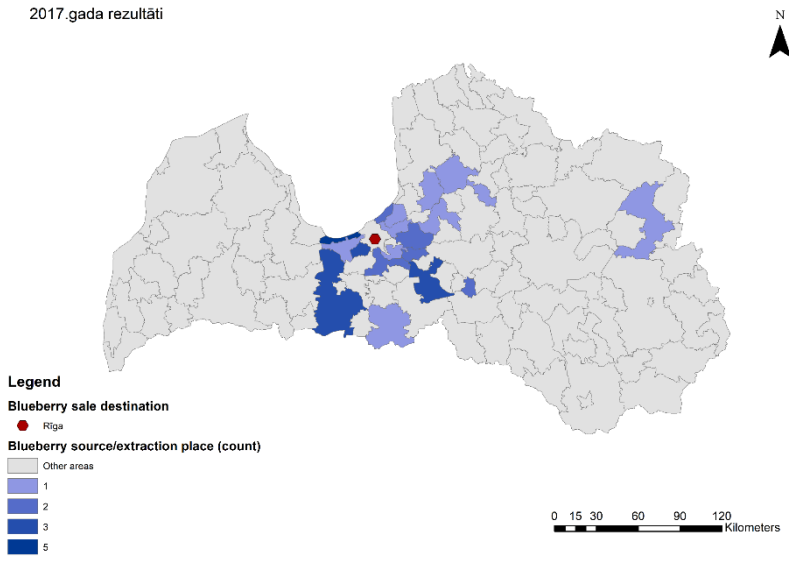 2017.gada rezultāti
N
Legend
Blueberry sale destination
Rīga
Blueberry source/extraction place (count)
Other areas
1
2
3
5
0 15 30 60 90 120
Kilometers